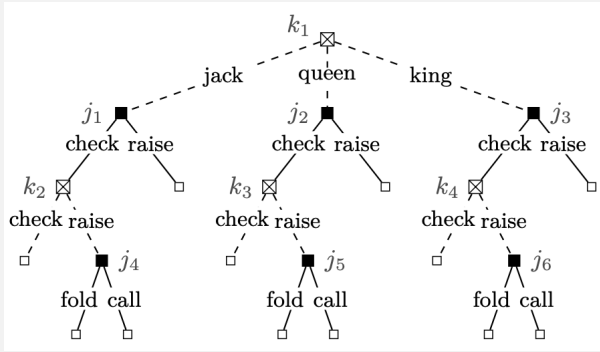 k₁
jack queen king
j₁ j₂ j₃
check raise check raise check raise
k₂ k₃ k₄
check raise check raise check raise
j₄ j₅ j₆
fold call fold call fold call